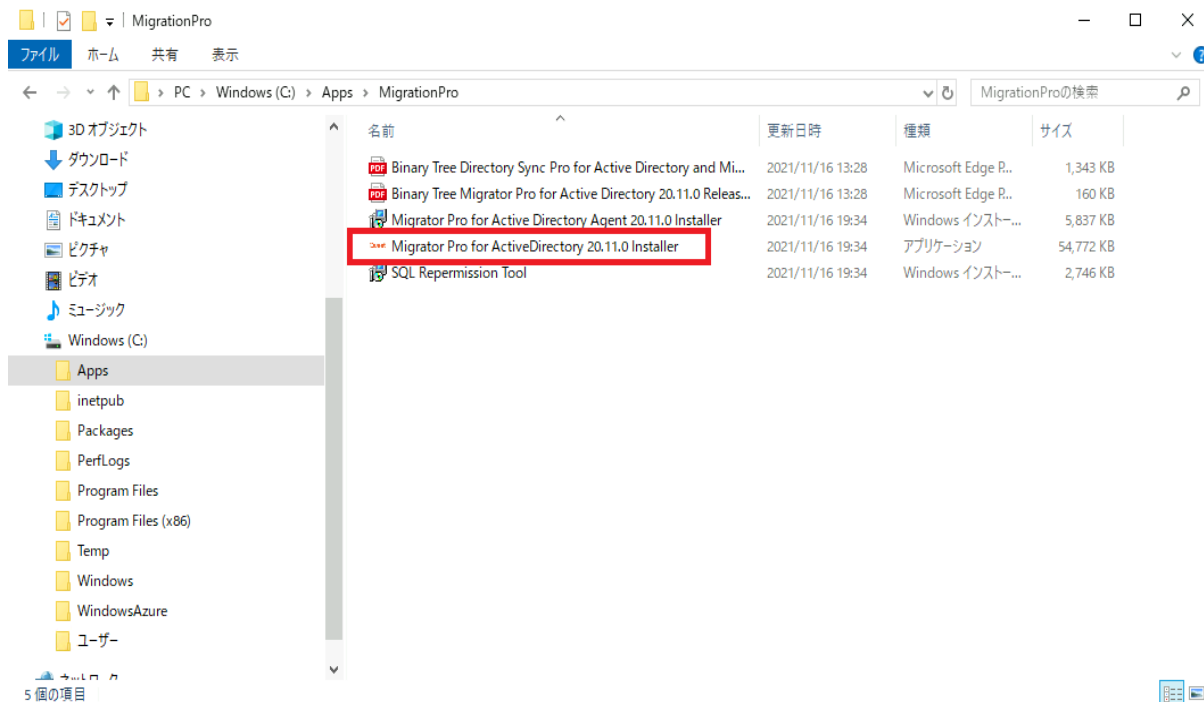 MigrationPro
ファイル ホーム 共有 表示
PC > Windows (C:) > Apps > MigrationPro
MigrationProの検索
3D オブジェクト
ダウンロード
デスクトップ
ドキュメント
ピクチャ
ビデオ
ミュージック
Windows (C:)
Apps
inetpub
Packages
PerfLogs
Program Files
Program Files (x86)
Temp
Windows
WindowsAzure
ユーザー
名前 更新日時 種類 サイズ
Binary Tree Directory Sync Pro for Active Directory and Mi... 2021/11/16 13:28 Microsoft Edge P... 1,343 KB
Binary Tree Migrator Pro for Active Directory 20.11.0 Releas... 2021/11/16 13:28 Microsoft Edge P... 160 KB
Migrator Pro for Active Directory Agent 20.11.0 Installer 2021/11/16 19:34 Windows インストー... 5,837 KB
Migrator Pro for ActiveDirectory 20.11.0 Installer 2021/11/16 19:34 アプリケーション 54,772 KB
SQL Repermission Tool 2021/11/16 19:34 Windows インストー... 2,746 KB
5 個の項目